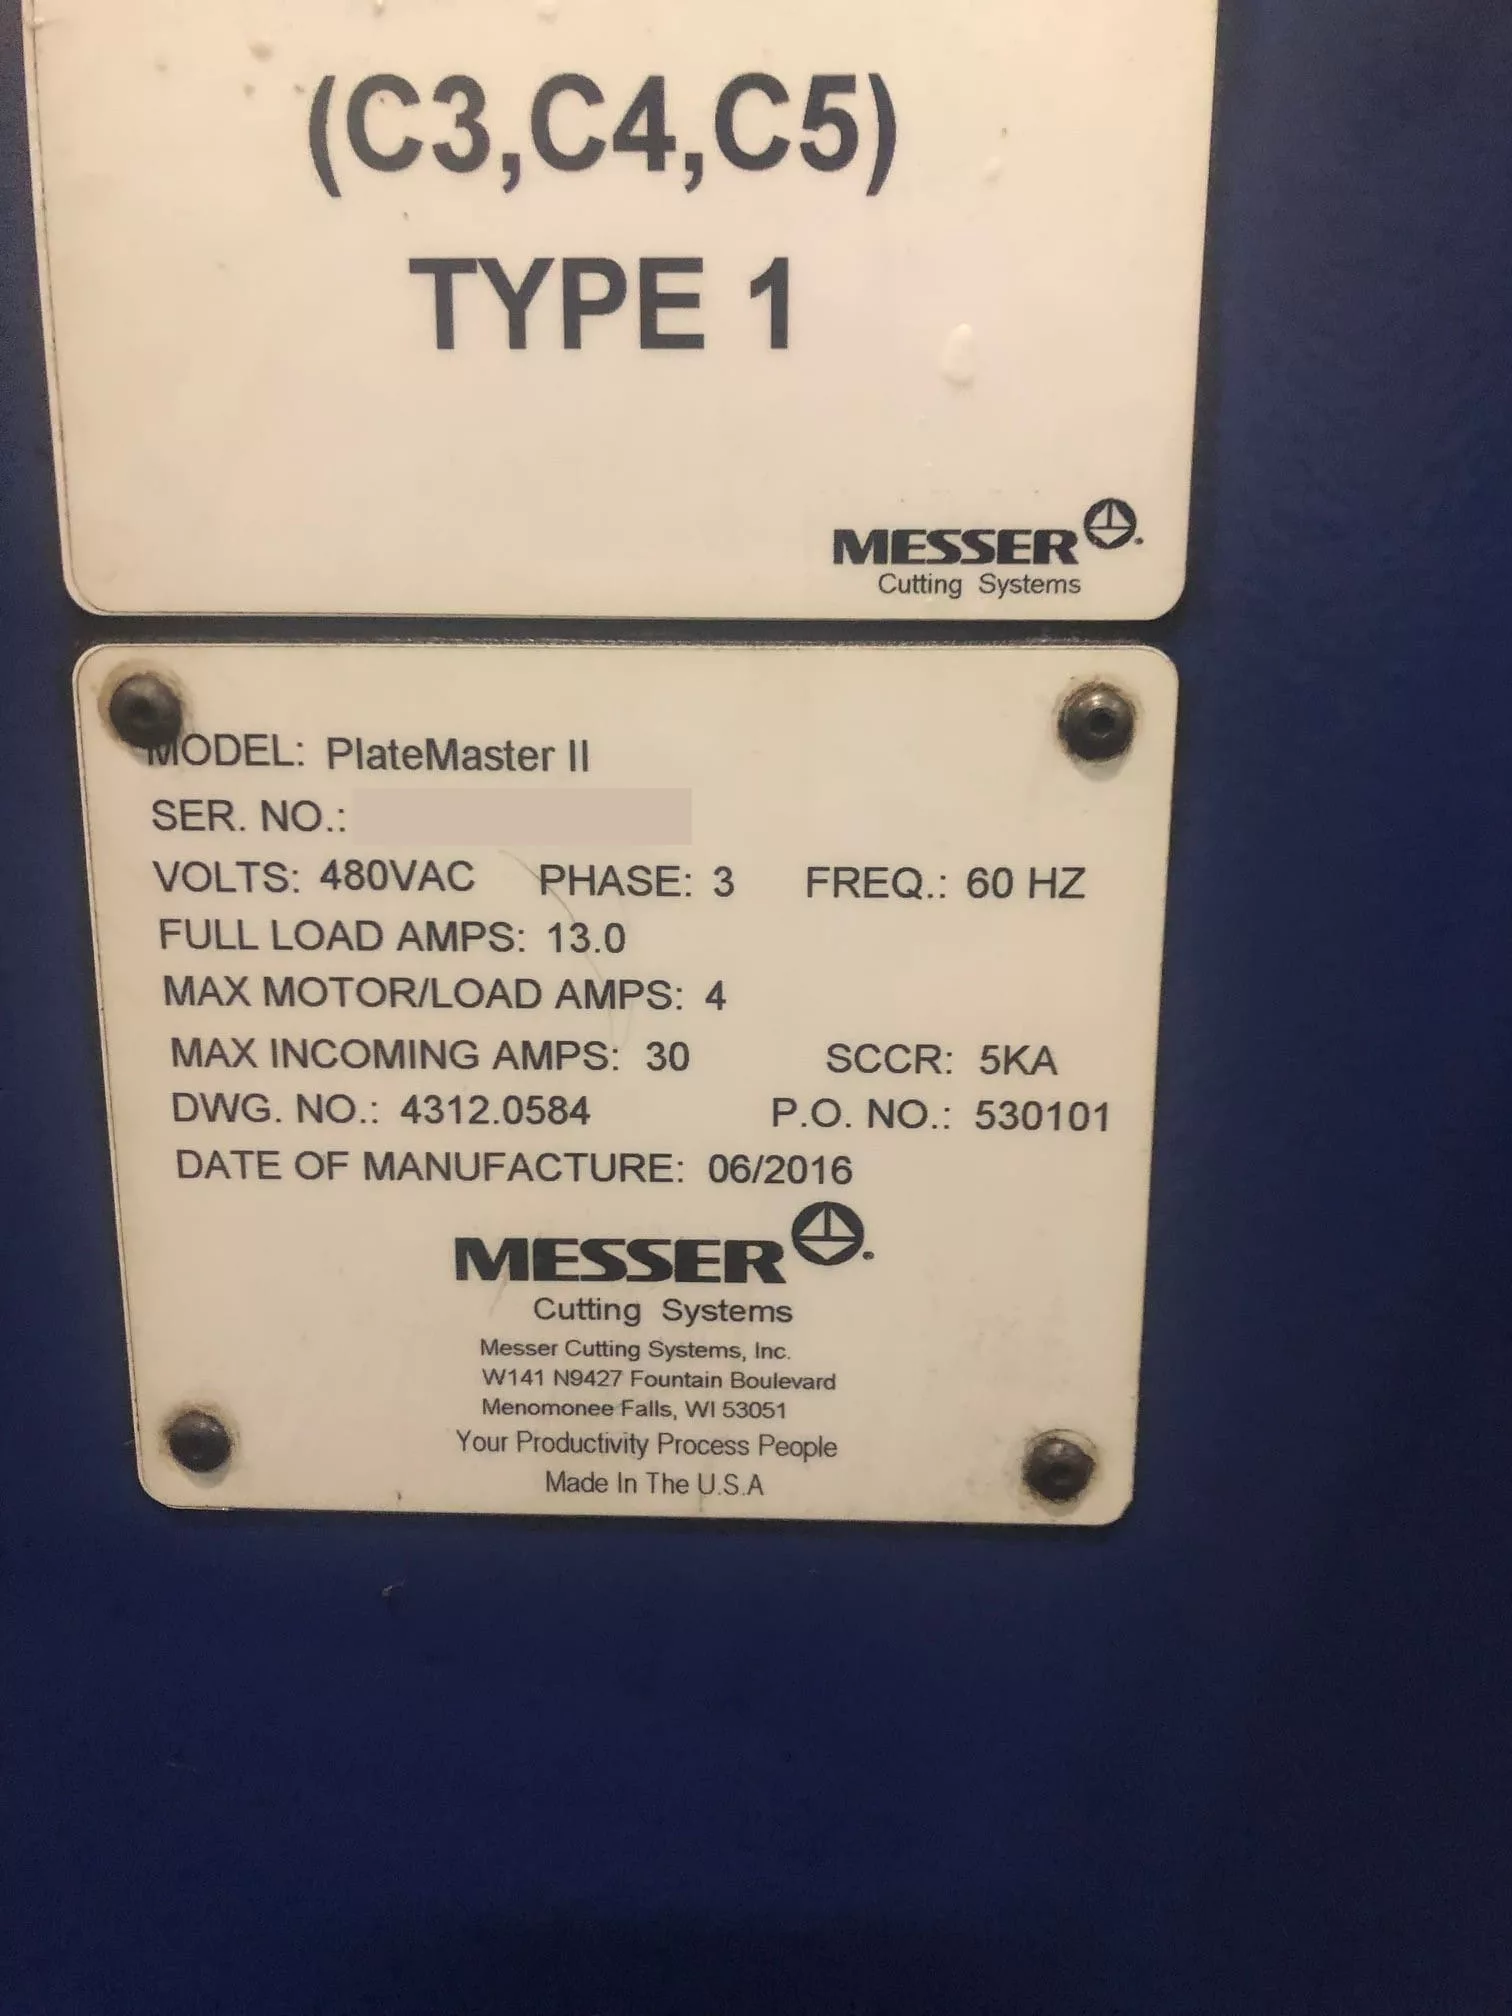 (C3,C4,C5)
TYPE 1
MESSER
Cutting Systems
MODEL: PlateMaster II
SER. NO.:
VOLTS: 480VAC PHASE: 3 FREQ.: 60 HZ
FULL LOAD AMPS: 13.0
MAX MOTOR/LOAD AMPS: 4
MAX INCOMING AMPS: 30 SCCR: 5KA
DWG. NO.: 4312.0584 P.O. NO.: 530101
DATE OF MANUFACTURE: 06/2016
MESSER
Cutting Systems
Messer Cutting Systems, Inc.
W141 N9427 Fountain Boulevard
Menomonee Falls, WI 53051
Your Productivity Process People
Made In The U.S.A